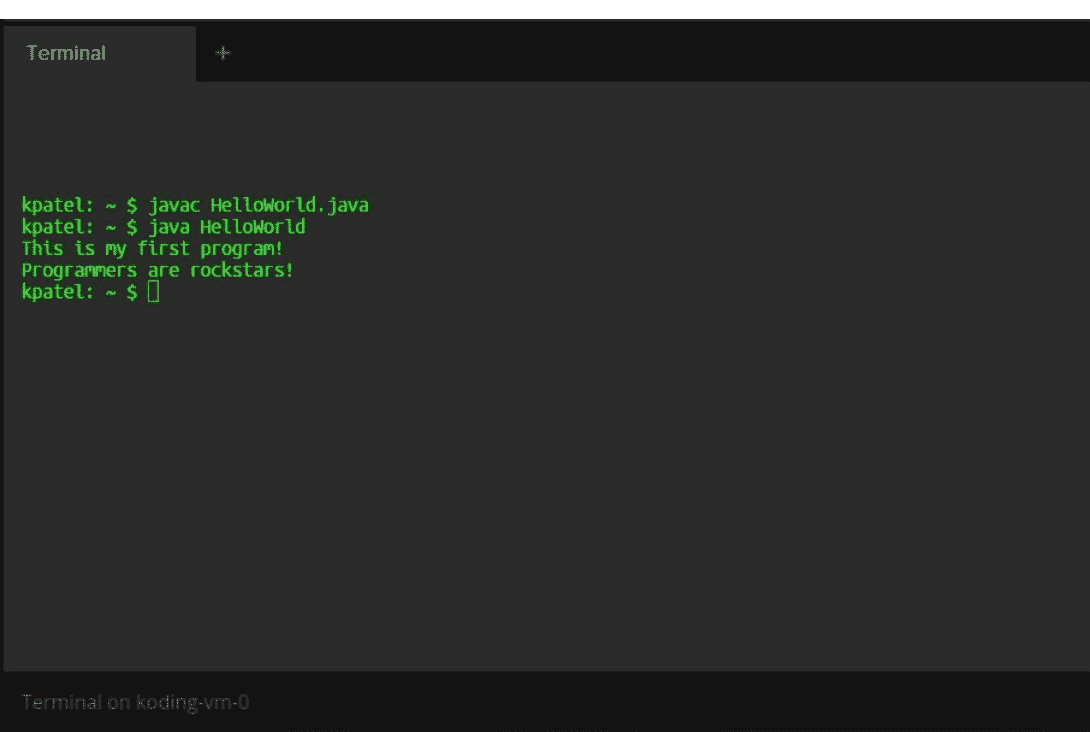 Terminal +
kpatel: ~ $ javac HelloWorld.java
kpatel: ~ $ java HelloWorld
This is my first program!
Programmers are rockstars!
kpatel: ~ $
Terminal on koding-vm-0